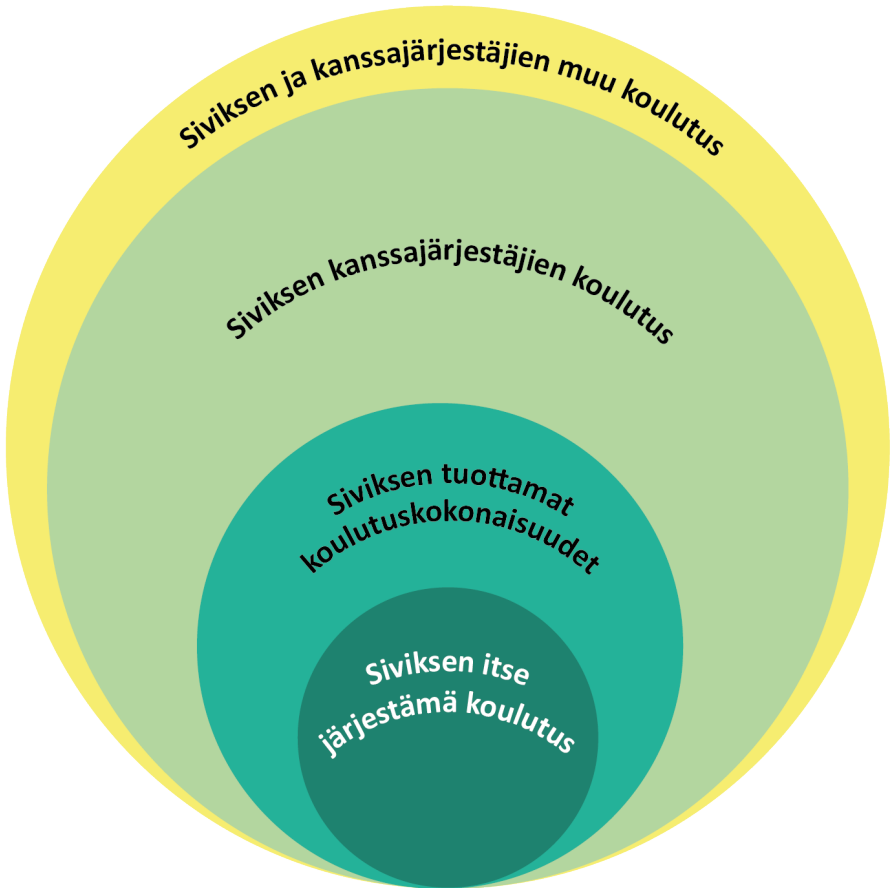 Siviksen ja kanssajärjestäjien muu koulutus
Siviksen kanssajärjestäjien koulutus
Siviksen tuottamat
koulutuskokonaisuudet
Siviksen itse
järjestämä koulutus